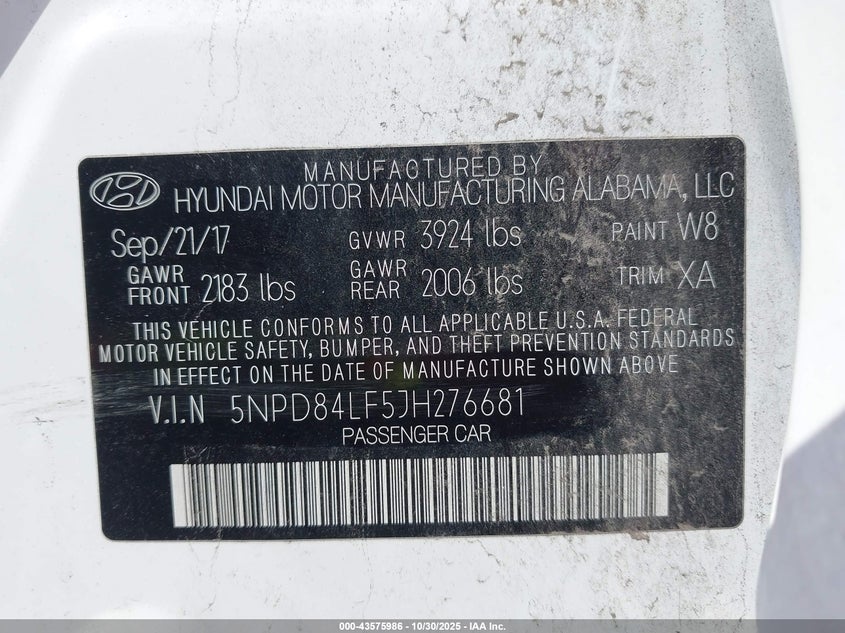 MANUFACTURED BY
HYUNDAI MOTOR MANUFACTURING ALABAMA, LLC
Sep/21/17 GVWR 3924 lbs PAINT W8
GAWR FRONT 2183 lbs GAWR REAR 2006 lbs TRIM XA
THIS VEHICLE CONFORMS TO ALL APPLICABLE U.S.A. FEDERAL
MOTOR VEHICLE SAFETY, BUMPER, AND THEFT PREVENTION STANDARDS
IN EFFECT ON THE DATE OF MANUFACTURE SHOWN ABOVE
V.I.N 5NPD84LF5JH276681
PASSENGER CAR
000-43575986 - 10/30/2025 - IAA Inc.